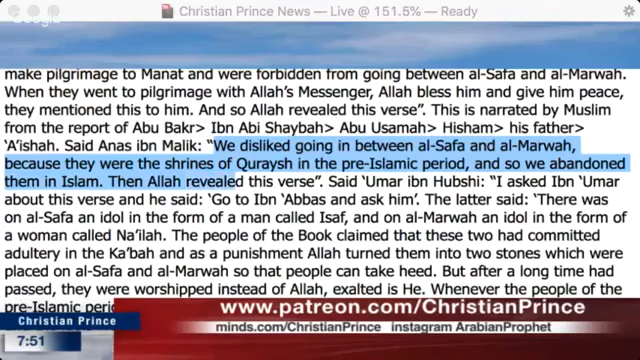 Google
Christian Prince News — Live @ 151.5% — Ready
make pilgrimage to Manat and were forbidden from going between al-Safa and al-Marwah.
When they went to pilgrimage with Allah's Messenger, Allah bless him and give him peace,
they mentioned this to him. And so Allah revealed this verse". This is narrated by Muslim
from the report of Abu Bakr> Ibn Abi Shaybah> Abu Usamah> Hisham> his father>
'A'ishah. Said Anas ibn Malik: "We disliked going in between al-Safa and al-Marwah,
because they were the shrines of Quraysh in the pre-Islamic period, and so we abandoned
them in Islam. Then Allah revealed this verse". Said 'Umar ibn Hubshi: "I asked Ibn 'Umar
about this verse and he said: 'Go to Ibn 'Abbas and ask him'. The latter said: 'There was
on al-Safa an idol in the form of a man called Isaf, and on al-Marwah an idol in the form of
a woman called Na'ilah. The people of the Book claimed that these two had committed
adultery in the Ka'bah and as a punishment Allah turned them into two stones which were
placed on al-Safa and al-Marwah so that people can take heed. But after a long time had
passed, they were worshipped instead of Allah, exalted is He. Whenever the people of the
pre-Islamic
www.patreon.com/ChristianPrince
Christian Prince
minds.com/ChristianPrince instagram ArabianProphet
7:51